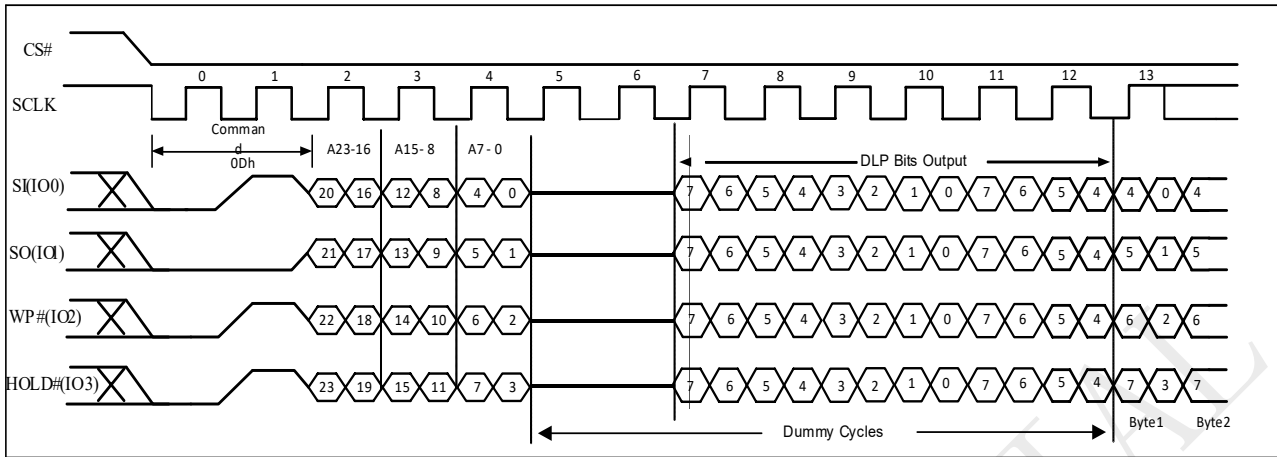 CS#
0 1 2 3 4 5 6 7 8 9 10 11 12 13
SCLK
Comman
d
0Dh
A23-16 A15-8 A7-0
DLP Bits Output
SI(IO0)
20 16 12 8 4 0 7 6 5 4 3 2 1 0 7 6 5 4 4 0 4
SO(IO1)
21 17 13 9 5 1 7 6 5 4 3 2 1 0 7 6 5 4 5 1 5
WP#(IO2)
22 18 14 10 6 2 7 6 5 4 3 2 1 0 7 6 5 4 6 2 6
HOLD#(IO3)
23 19 15 11 7 3 7 6 5 4 3 2 1 0 7 6 5 4 7 3 7
Dummy Cycles
Byte1 Byte2